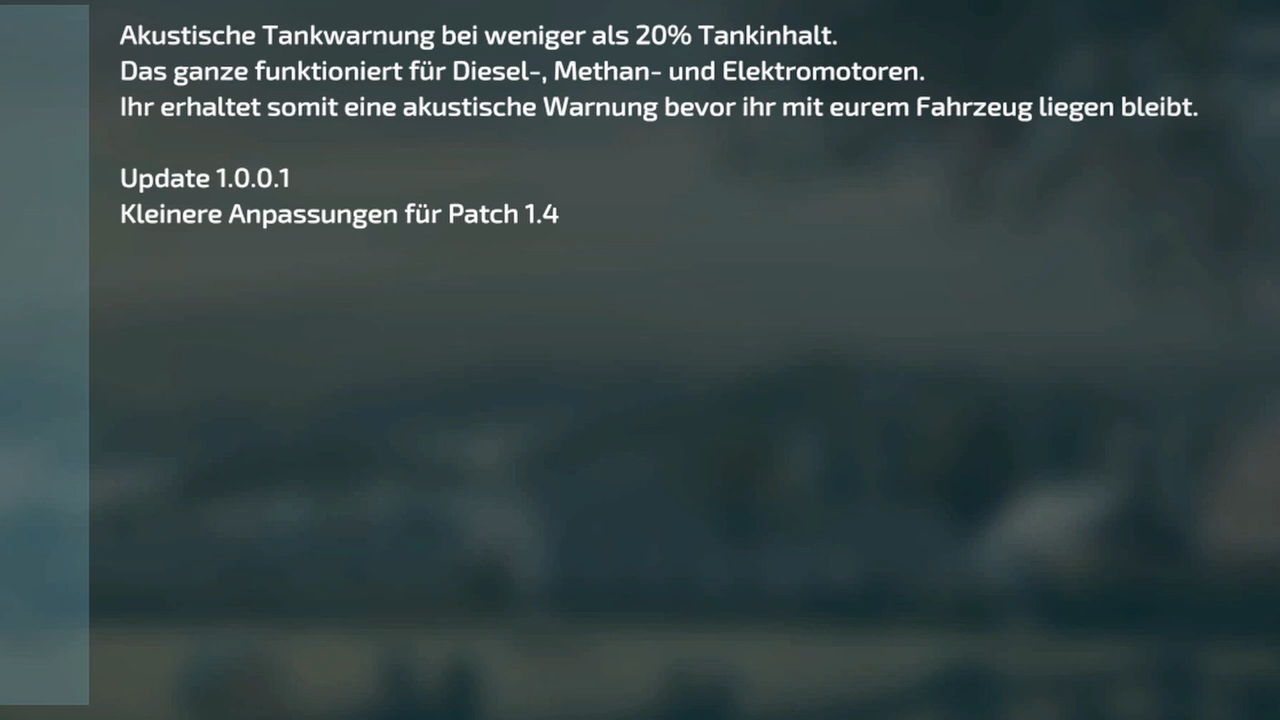 Akustische Tankwarnung bei weniger als 20% Tankinhalt.
Das ganze funktioniert für Diesel-, Methan- und Elektromotoren.
Ihr erhaltet somit eine akustische Warnung bevor ihr mit eurem Fahrzeug liegen bleibt.
Update 1.0.0.1
Kleinere Anpassungen für Patch 1.4